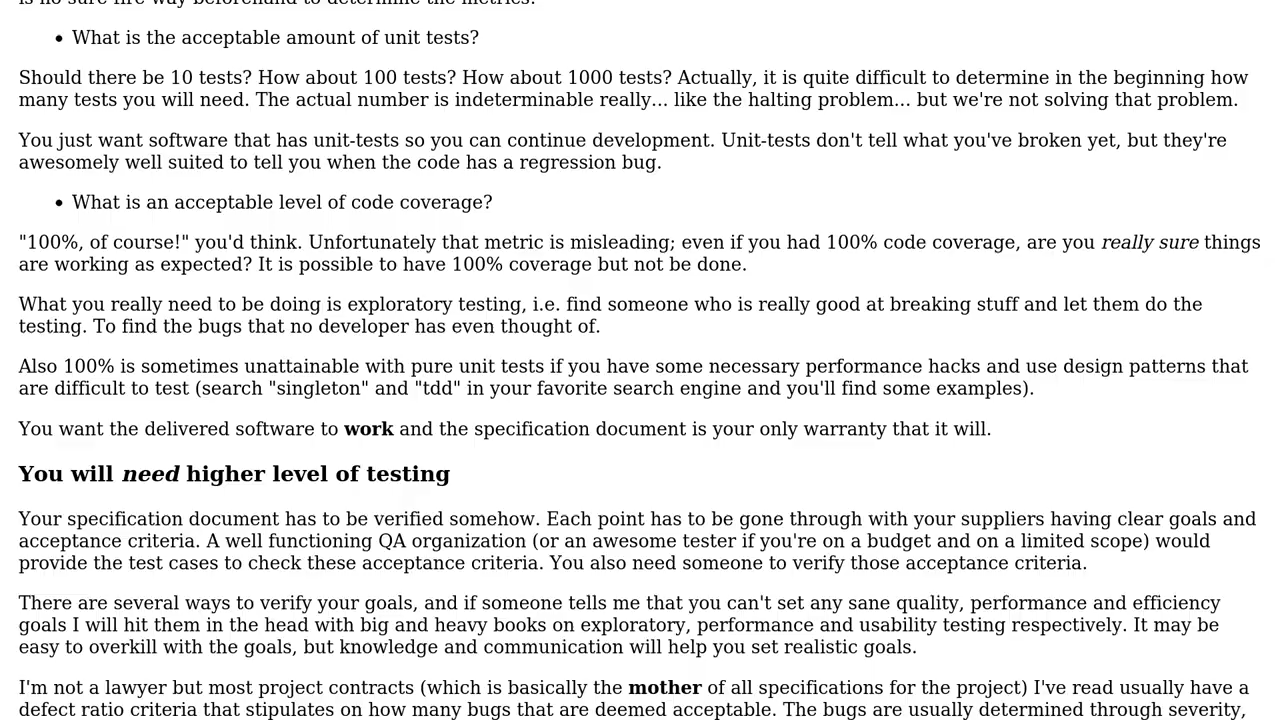 is no sure fire way beforehand to determine the metrics.
• What is the acceptable amount of unit tests?
Should there be 10 tests? How about 100 tests? How about 1000 tests? Actually, it is quite difficult to determine in the beginning how
many tests you will need. The actual number is indeterminable really... like the halting problem... but we're not solving that problem.
You just want software that has unit-tests so you can continue development. Unit-tests don't tell what you've broken yet, but they're
awesomely well suited to tell you when the code has a regression bug.
• What is an acceptable level of code coverage?
"100%, of course!" you'd think. Unfortunately that metric is misleading; even if you had 100% code coverage, are you really sure things
are working as expected? It is possible to have 100% coverage but not be done.
What you really need to be doing is exploratory testing, i.e. find someone who is really good at breaking stuff and let them do the
testing. To find the bugs that no developer has even thought of.
Also 100% is sometimes unattainable with pure unit tests if you have some necessary performance hacks and use design patterns that
are difficult to test (search "singleton" and "tdd" in your favorite search engine and you'll find some examples).
You want the delivered software to work and the specification document is your only warranty that it will.
You will need higher level of testing
Your specification document has to be verified somehow. Each point has to be gone through with your suppliers having clear goals and
acceptance criteria. A well functioning QA organization (or an awesome tester if you're on a budget and on a limited scope) would
provide the test cases to check these acceptance criteria. You also need someone to verify those acceptance criteria.
There are several ways to verify your goals, and if someone tells me that you can't set any sane quality, performance and efficiency
goals I will hit them in the head with big and heavy books on exploratory, performance and usability testing respectively. It may be
easy to overkill with the goals, but knowledge and communication will help you set realistic goals.
I'm not a lawyer but most project contracts (which is basically the mother of all specifications for the project) I've read usually have a
defect ratio criteria that stipulates on how many bugs that are deemed acceptable. The bugs are usually determined through severity,